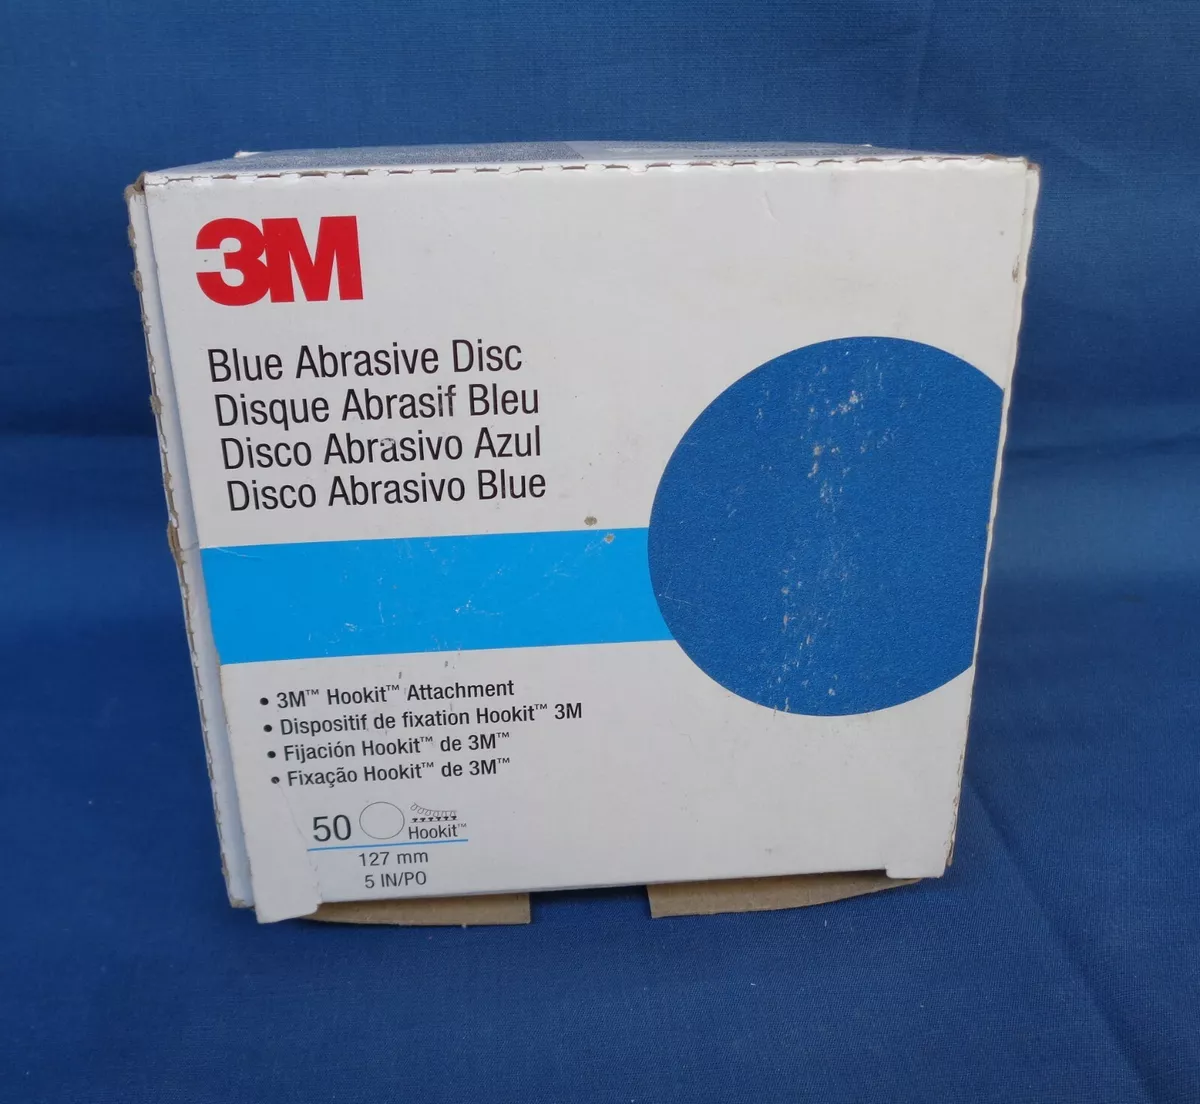 3M
Blue Abrasive Disc
Disque Abrasif Bleu
Disco Abrasivo Azul
Disco Abrasivo Blue
• 3M™ Hookit™ Attachment
• Dispositif de fixation Hookit™ 3M
• Fijación Hookit™ de 3M™
• Fixação Hookit™ de 3M™
50 Hookit™
127 mm
5 IN/PO